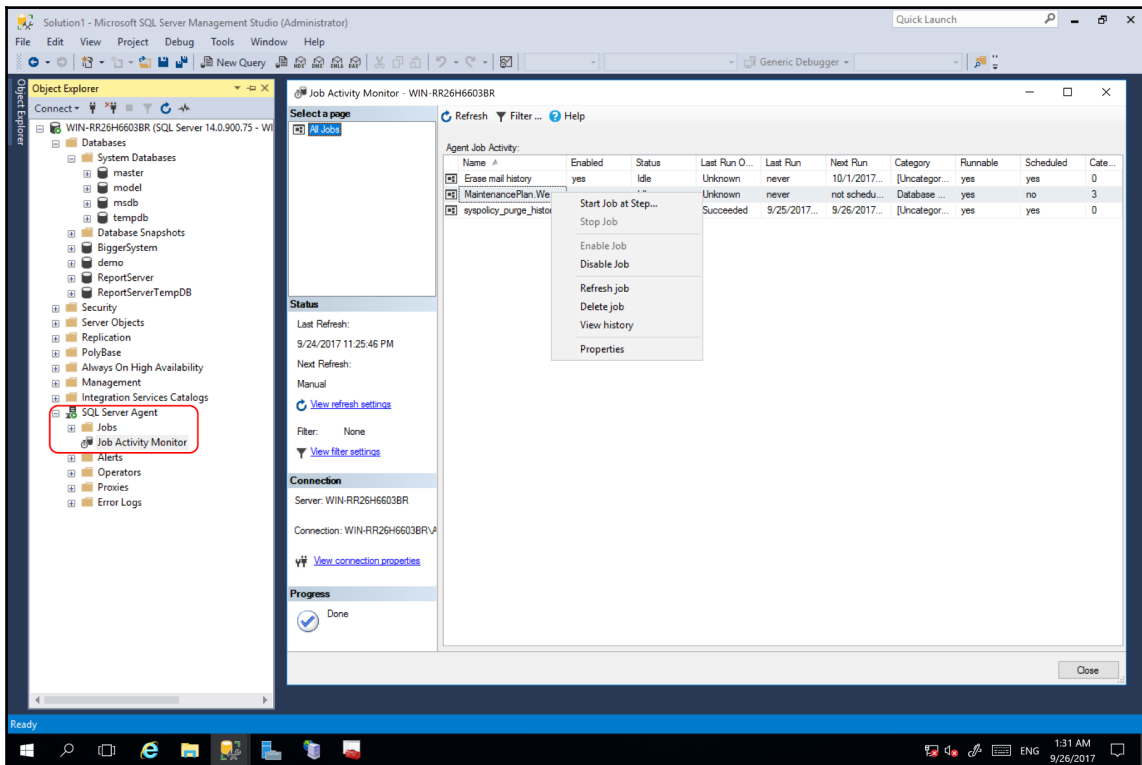 Solution1 - Microsoft SQL Server Management Studio (Administrator)
Quick Launch
File Edit View Project Debug Tools Window Help
New Query
Generic Debugger
Object Explorer
Object Explorer
Connect
WIN-RR26H6603BR (SQL Server 14.0.900.75 - WI
Databases
System Databases
master
model
msdb
tempdb
Database Snapshots
BiggerSystem
demo
ReportServer
ReportServerTempDB
Security
Server Objects
Replication
PolyBase
Always On High Availability
Management
Integration Services Catalogs
SQL Server Agent
Jobs
Job Activity Monitor
Alerts
Operators
Proxies
Error Logs
Job Activity Monitor - WIN-RR26H6603BR
Select a page
All Jobs
Status
Last Refresh:
9/24/2017 11:25:46 PM
Next Refresh:
Manual
View refresh settings
Filter: None
View filter settings
Connection
Server: WIN-RR26H6603BR
Connection: WIN-RR26H6603BR\A
View connection properties
Progress
Done
Refresh Filter ... Help
Agent Job Activity:
Name Enabled Status Last Run O... Last Run Next Run Category Runnable Scheduled Cate...
Erase mail history yes Idle Unknown never 10/1/2017... [Uncategor... yes yes 0
MaintenancePlan.We Unknown never not schedu... Database ... yes no 3
syspolicy_purge_histo Succeeded 9/25/2017... 9/26/2017... [Uncategor... yes yes 0
Start Job at Step...
Stop Job
Enable Job
Disable Job
Refresh job
Delete job
View history
Properties
Close
Ready
ENG
1:31 AM
9/26/2017